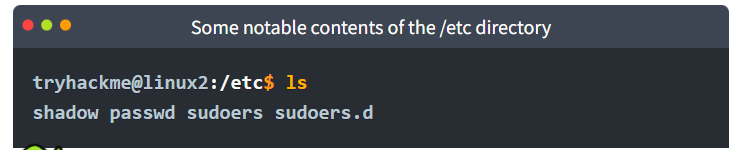 Some notable contents of the /etc directory
tryhackme@linux2:/etc$ ls
shadow passwd sudoers sudoers.d